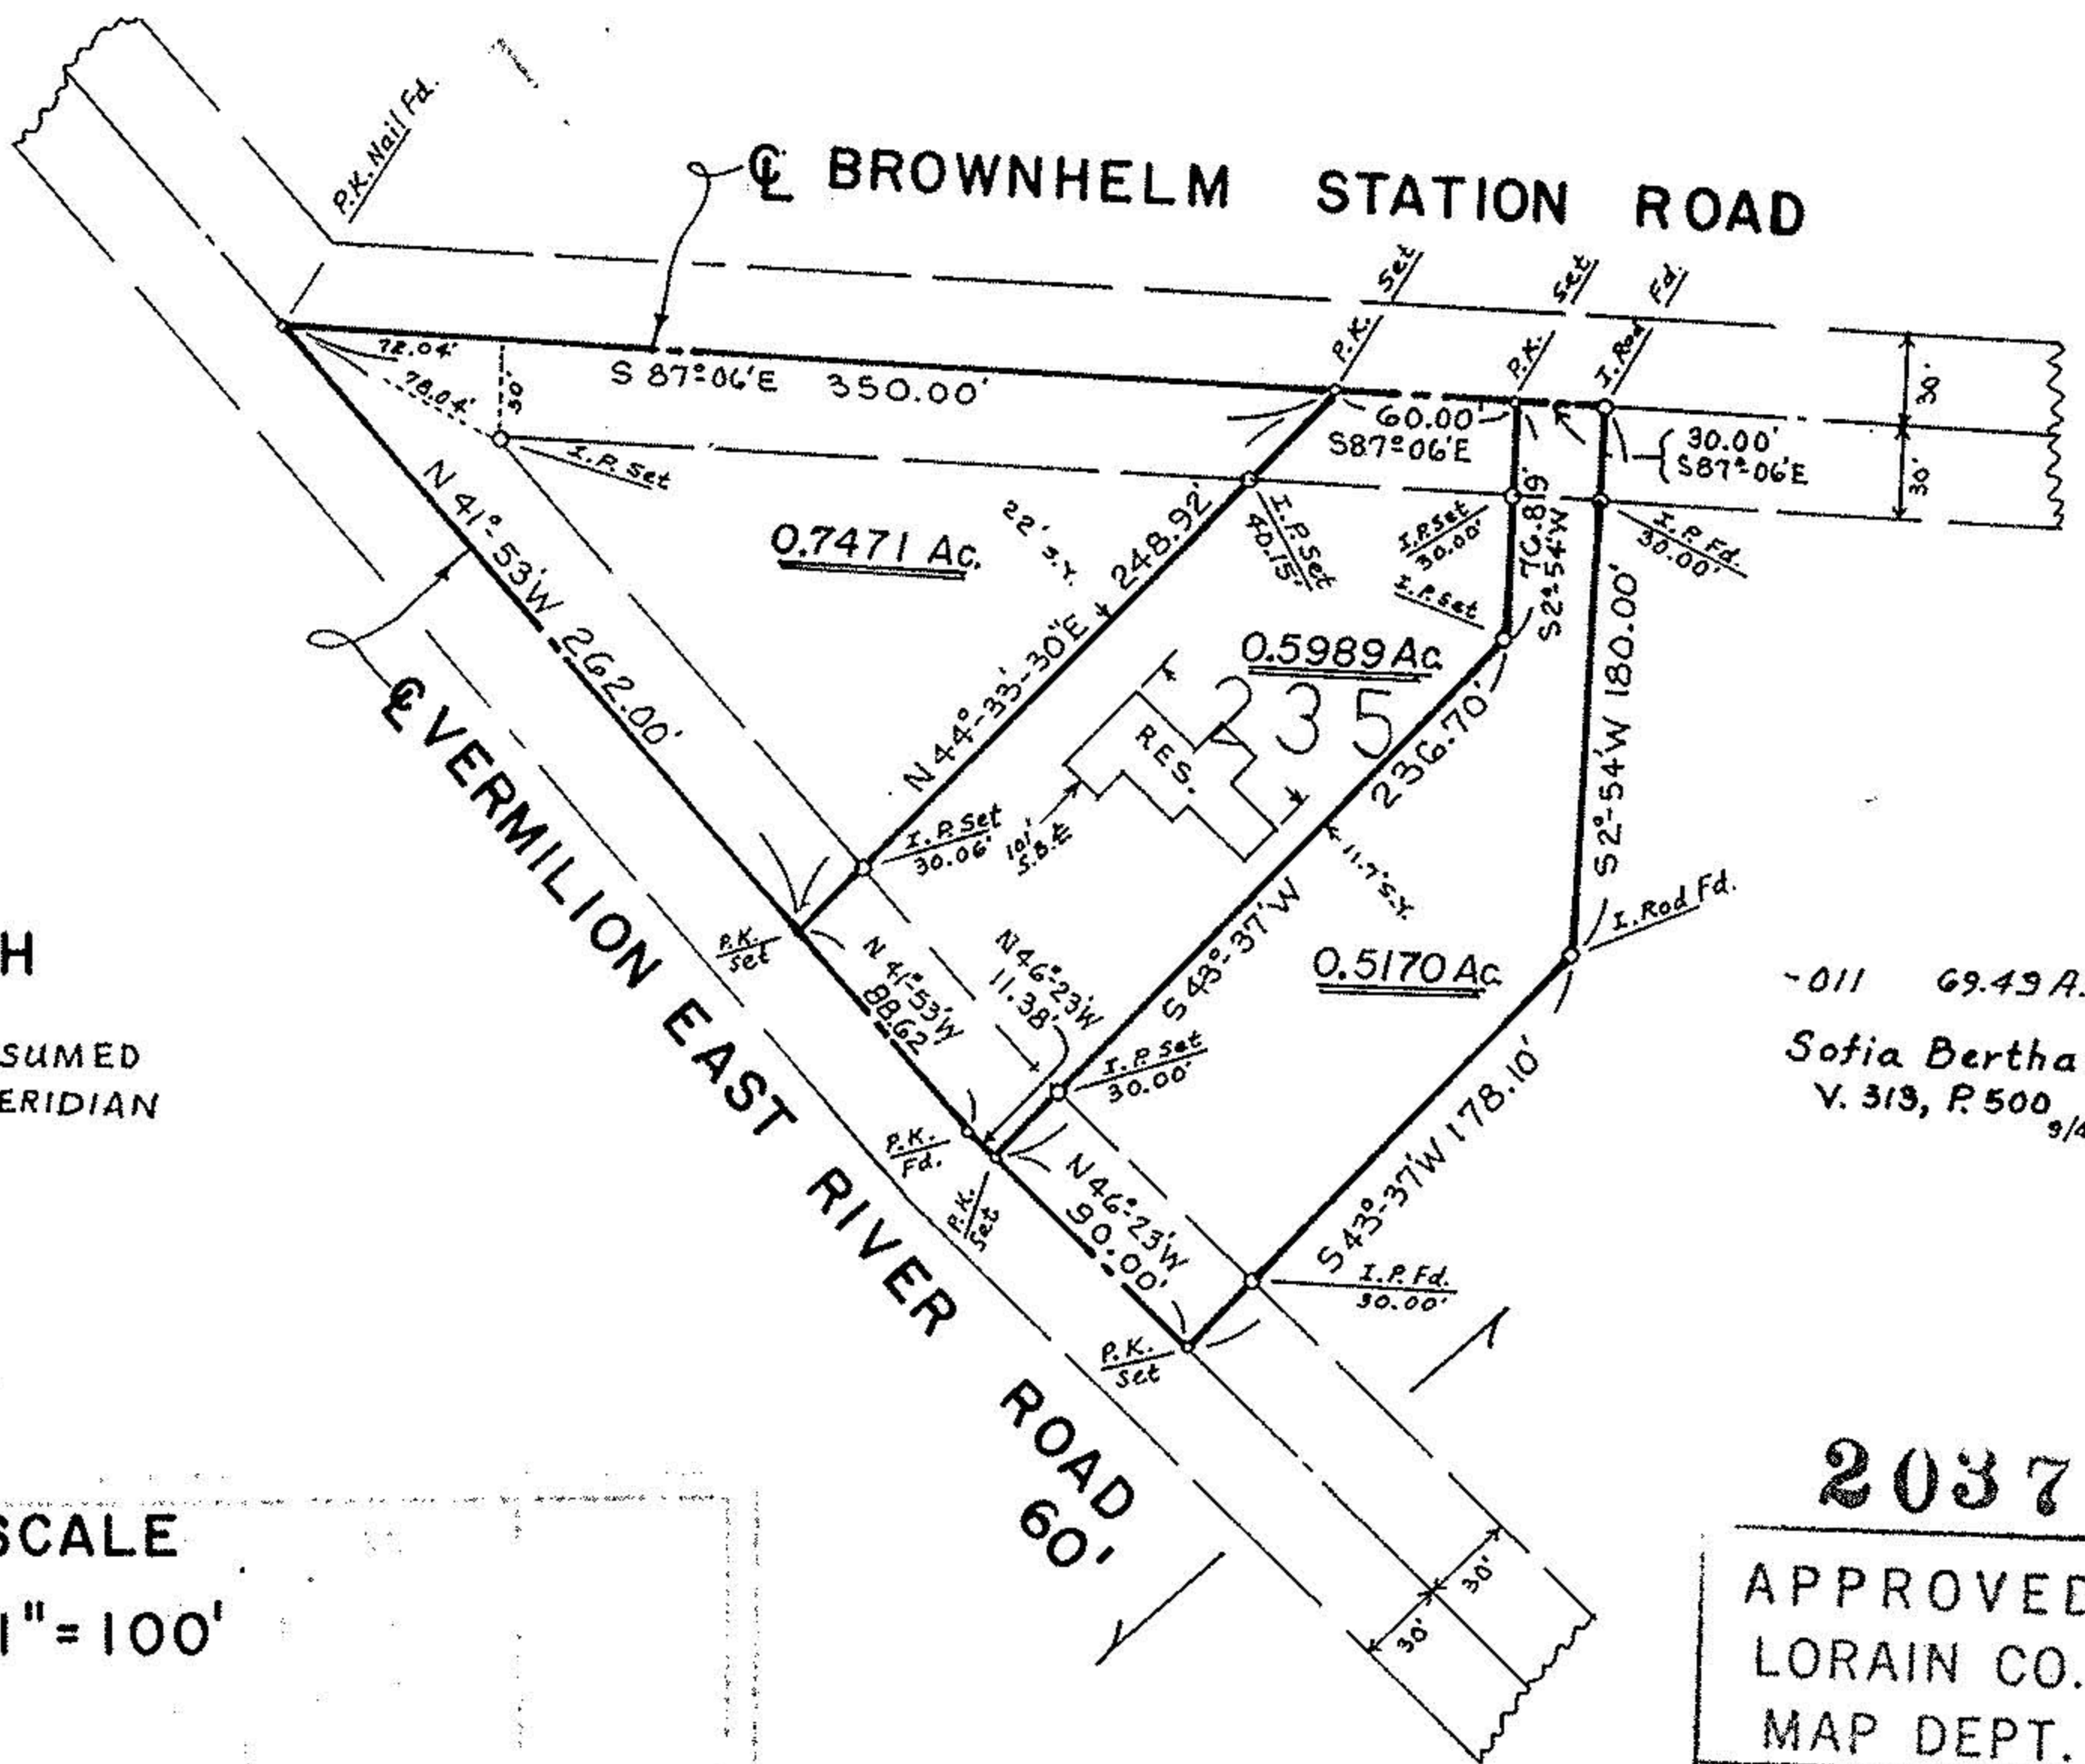 P.K. Nail Fd.
℄ BROWNHELM STATION ROAD
P.K. Set
P.K. Set
I. Rod Fd.
72.04'
78.04'
30'
S 87°06'E 350.00'
60.00'
S87°06'E
30.00'
S87°06'E
30'
30'
I.P. Set
N 41°-53'W 262.00'
0.7471 Ac.
22' S.Y.
N 44°-33'-30"E 248.92'
I.P. Set
40.15'
I.P. Set
30.00'
I.P. Set
76.819'
S2°-54'W
I.P. Fd.
30.00'
S2°-54'W 180.00'
0.5989 Ac.
235
RES.
236.70'
S 43°-37'W
11.7' S.Y.
101'
S.B.℄
I.P. Set
30.06'
℄ VERMILION EAST RIVER ROAD
60'
P.K.
Set
N 41°-53'W
88.62
N46°-23'W
11.38'
I.P. Set
30.00'
0.5170 Ac.
I. Rod Fd.
S 43°-37'W 178.10'
P.K.
Fd.
P.K.
Set
N46°-23'W
90.00'
I.P. Fd.
30.00'
P.K.
Set
30'
30'
H
SUMED
ERIDIAN
-011 69.49 A.
Sofia Bertha
V. 313, P. 500
SCALE
1"=100'
2037
APPROVED
LORAIN CO.
MAP DEPT.